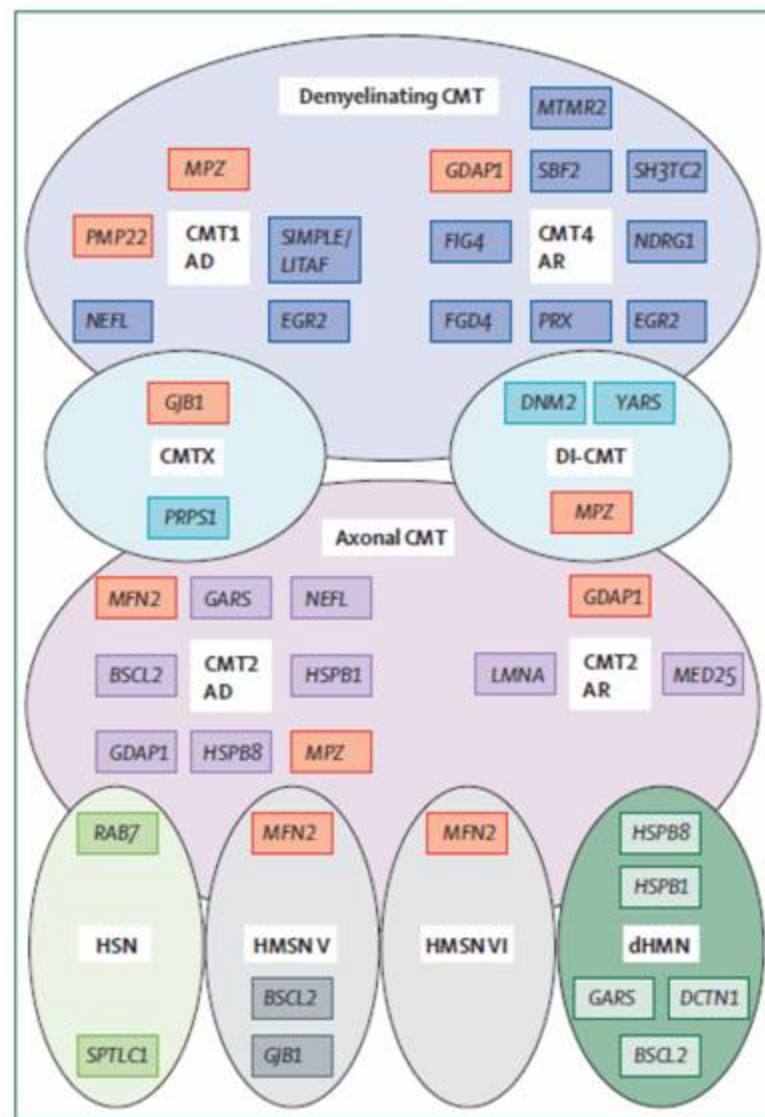 Demyelinating CMT
MTMR2
MPZ
GDAP1
SBF2
SH3TC2
PMP22
CMT1
AD
SIMPLE/
LITAF
FIG4
CMT4
AR
NDRG1
NEFL
EGR2
FGD4
PRX
EGR2
GJB1
CMTX
PRPS1
DNM2
YARS
DI-CMT
MPZ
Axonal CMT
MFN2
GARS
NEFL
BSCL2
CMT2
AD
HSPB1
GDAP1
HSPB8
MPZ
GDAP1
LMNA
CMT2
AR
MED25
RAB7
HSN
SPTLC1
MFN2
HMSN V
BSCL2
GJB1
MFN2
HMSN VI
HSPB8
HSPB1
dHMN
GARS
DCTN1
BSCL2